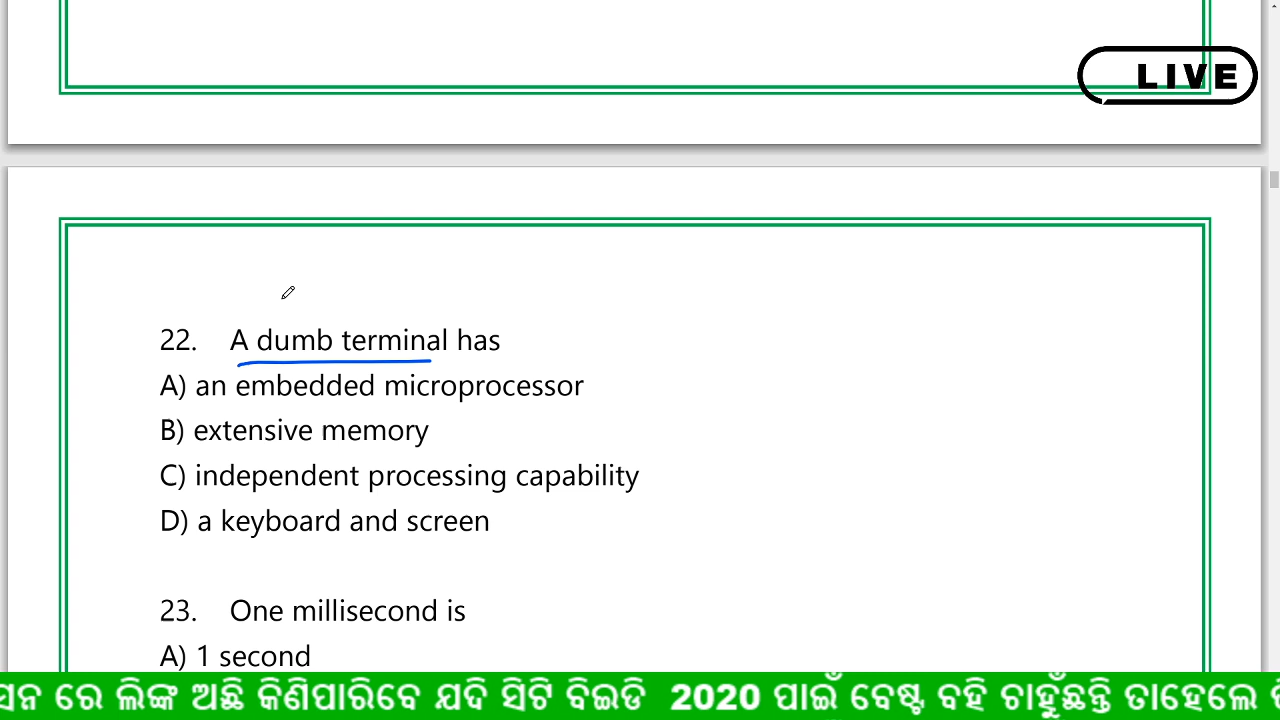 LIVE
22. A dumb terminal has
A) an embedded microprocessor
B) extensive memory
C) independent processing capability
D) a keyboard and screen
23. One millisecond is
A) 1 second
ସନ ରେ ଲିଙ୍କ ଅଛି କିଣିପାରିବେ ଯଦି ସିଟି ବିଇଡି 2020 ପାଇଁ ବେଷ୍ଟ ବହି ଚାହୁଁଛନ୍ତି ତାହେଲେ